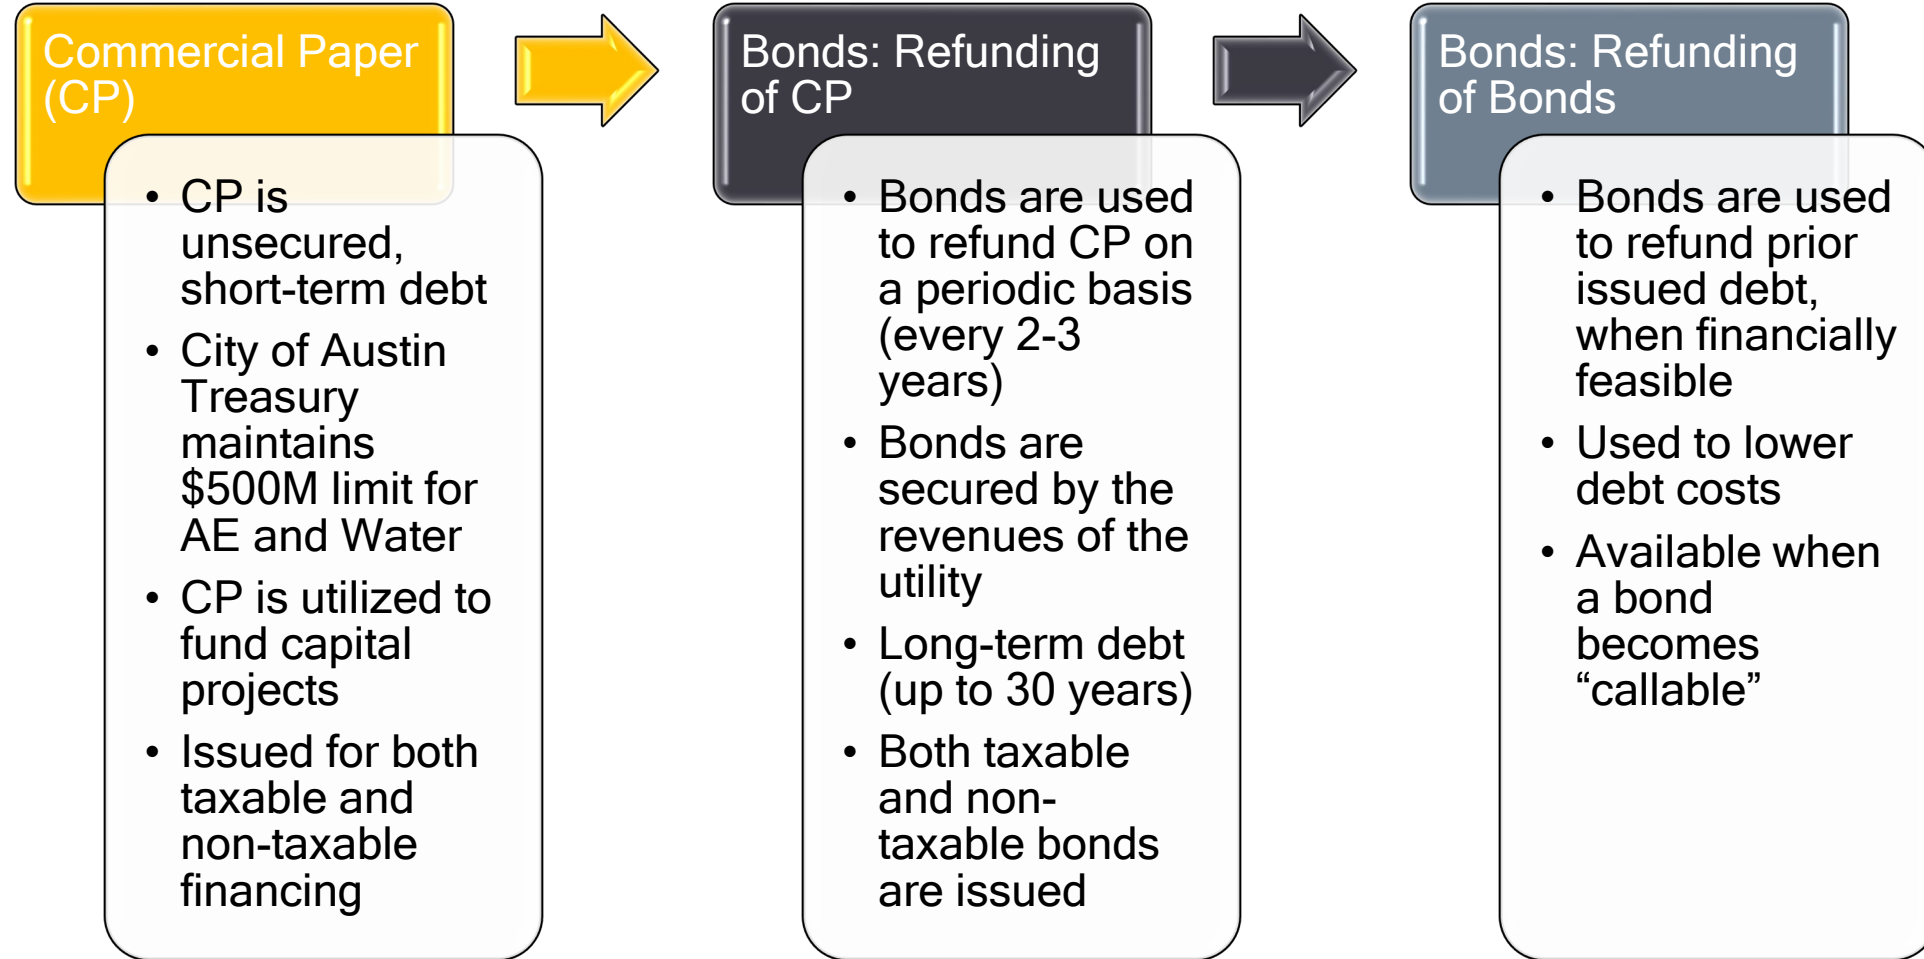 Commercial Paper
(CP)
• CP is
unsecured,
short-term debt
• City of Austin
Treasury
maintains
$500M limit for
AE and Water
• CP is utilized to
fund capital
projects
• Issued for both
taxable and
non-taxable
financing
Bonds: Refunding
of CP
• Bonds are used
to refund CP on
a periodic basis
(every 2-3
years)
• Bonds are
secured by the
revenues of the
utility
• Long-term debt
(up to 30 years)
• Both taxable
and non-
taxable bonds
are issued
Bonds: Refunding
of Bonds
• Bonds are used
to refund prior
issued debt,
when financially
feasible
• Used to lower
debt costs
• Available when
a bond
becomes
“callable”